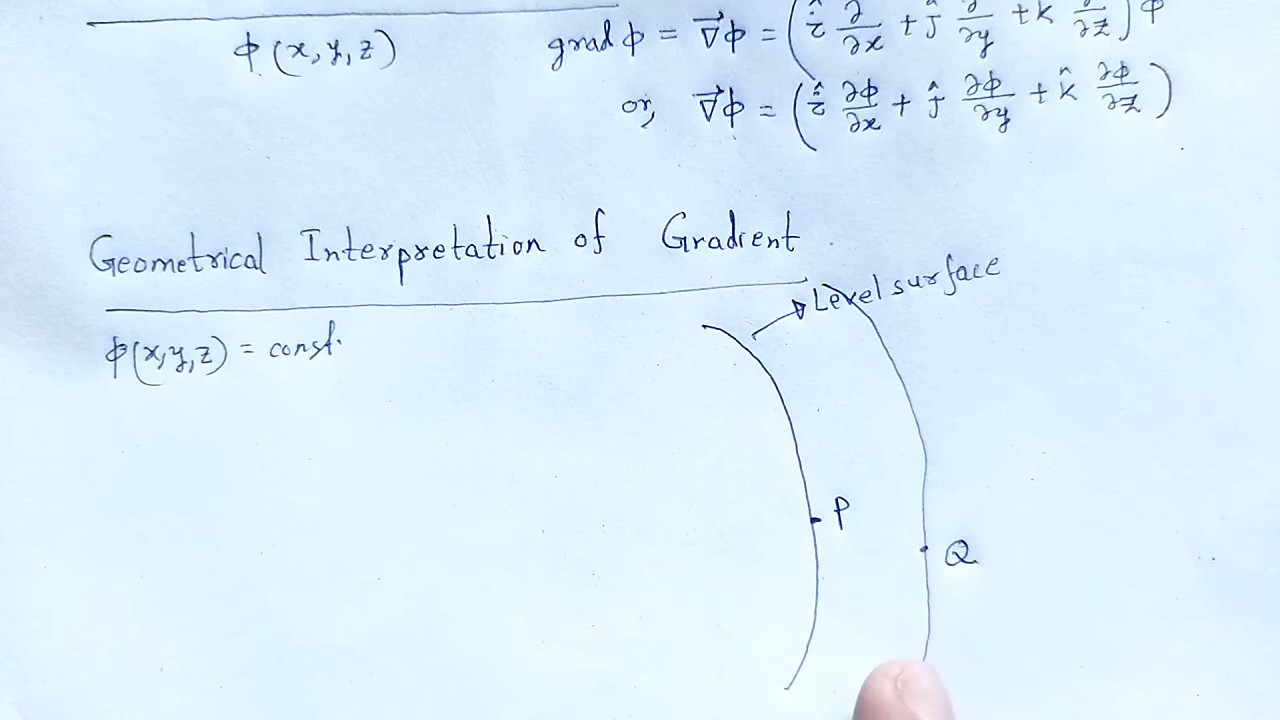 grad ϕ = ∇⃗ϕ = (î ∂/∂x + ĵ ∂/∂y + k ∂/∂z) ϕ
ϕ(x,y,z)
or, ∇⃗ϕ = (î ∂ϕ/∂x + ĵ ∂ϕ/∂y + k̂ ∂ϕ/∂z)
Geometrical Interpretation of Gradient
Level surface
ϕ(x,y,z) = const.
P
Q